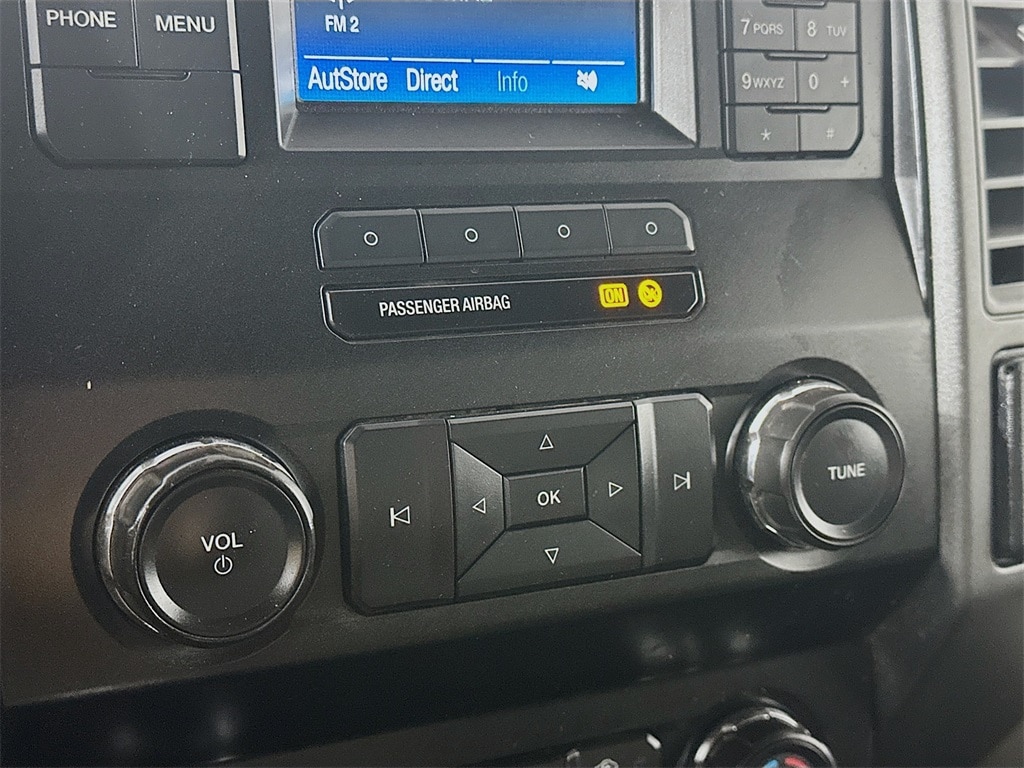 PHONE MENU
FM 2
AutStore Direct Info
7 PQRS 8 TUV
9 WXYZ 0 +
* #
PASSENGER AIRBAG ON
VOL
OK
TUNE